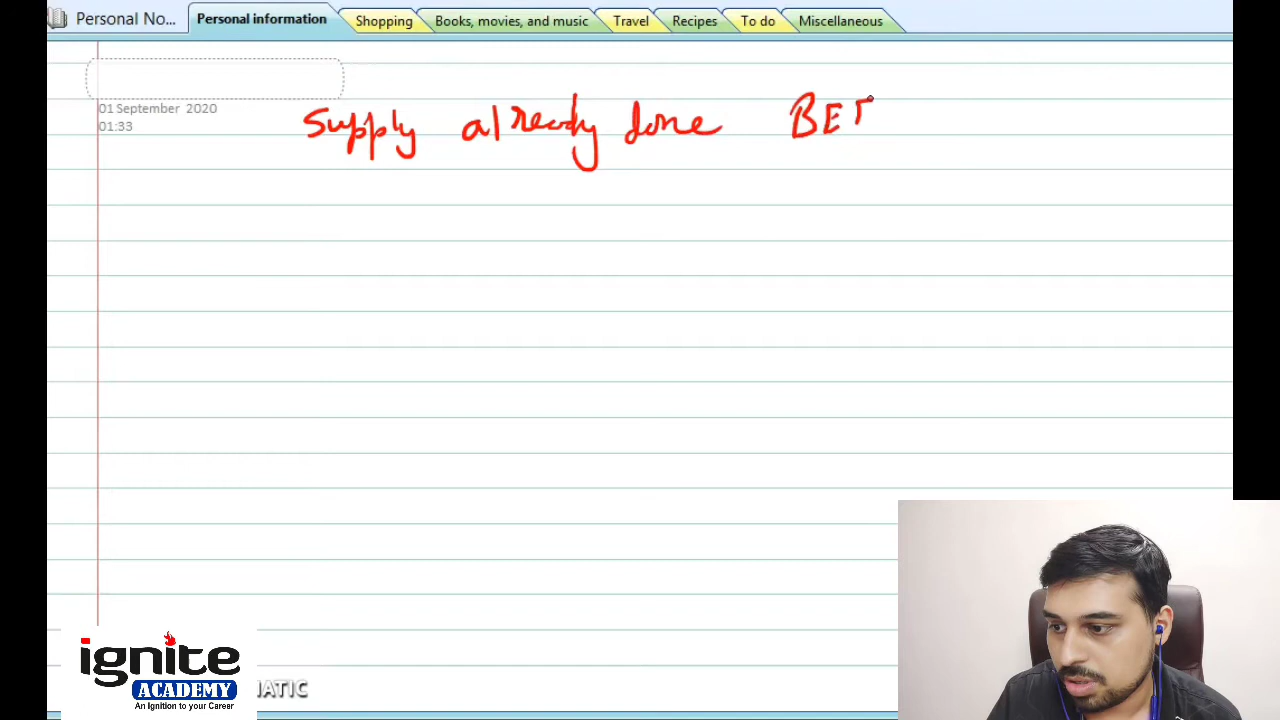 Personal No... Personal information Shopping Books, movies, and music Travel Recipes To do Miscellaneous
01 September 2020
01:33
Supply already done
ignite
ACADEMY
An Ignition to your Career